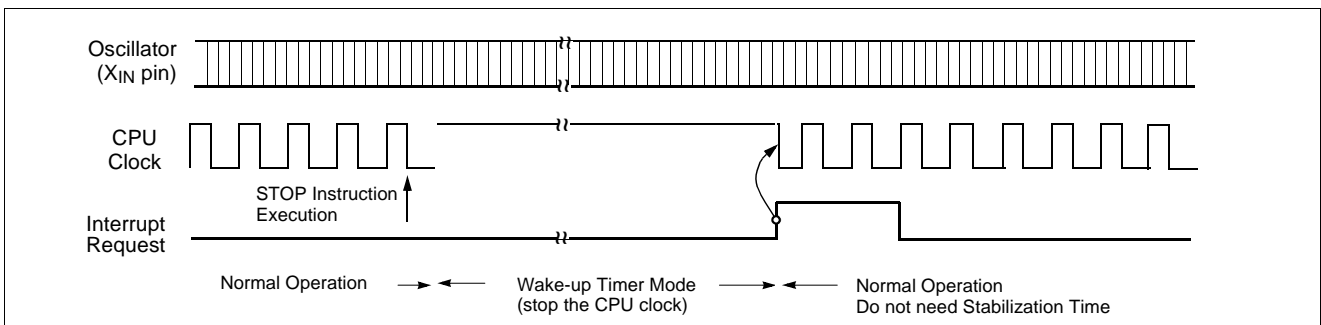 Oscillator
(XIN pin)
CPU
Clock
STOP Instruction
Execution
Interrupt
Request
Normal Operation
Wake-up Timer Mode
(stop the CPU clock)
Normal Operation
Do not need Stabilization Time